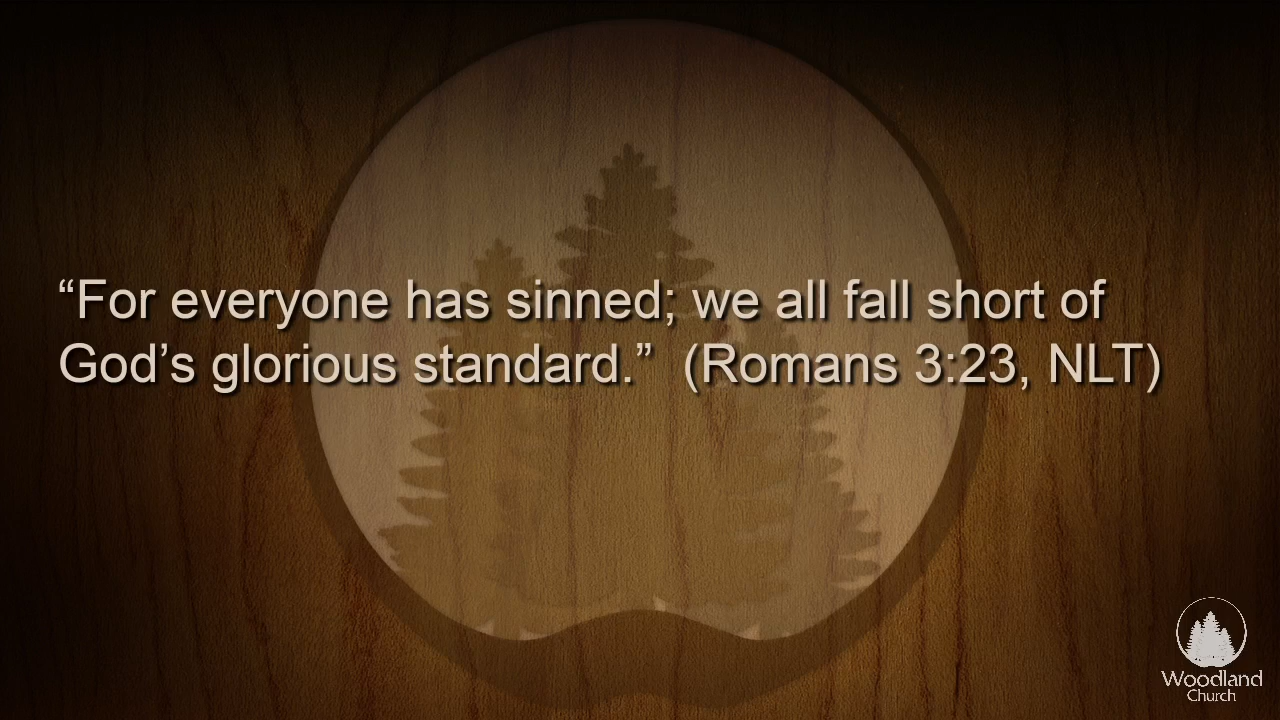 “For everyone has sinned; we all fall short of
God’s glorious standard.”  (Romans 3:23, NLT)
Woodland
Church